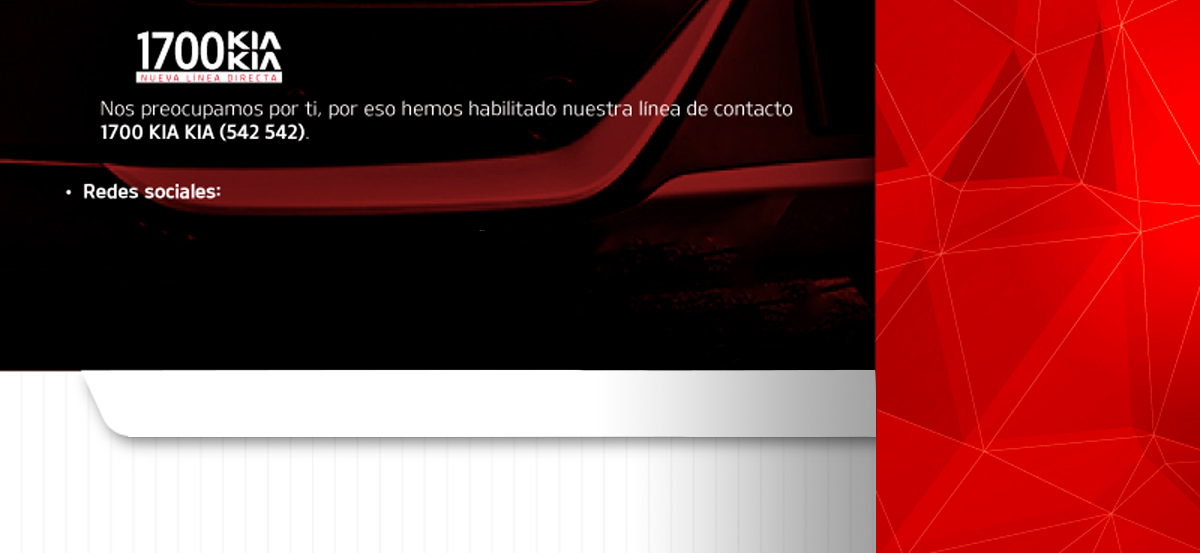 1700 KIA
KIA
NUEVA LINEA DIRECTA
Nos preocupamos por ti, por eso hemos habilitado nuestra línea de contacto
1700 KIA KIA (542 542).
• Redes sociales: